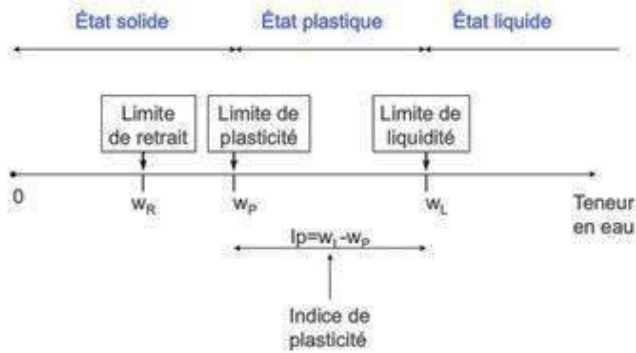 État solide État plastique État liquide
Limite de retrait
Limite de plasticité
Limite de liquidité
0 wR wP wL Teneur en eau
Ip=wL-wP
Indice de
plasticité